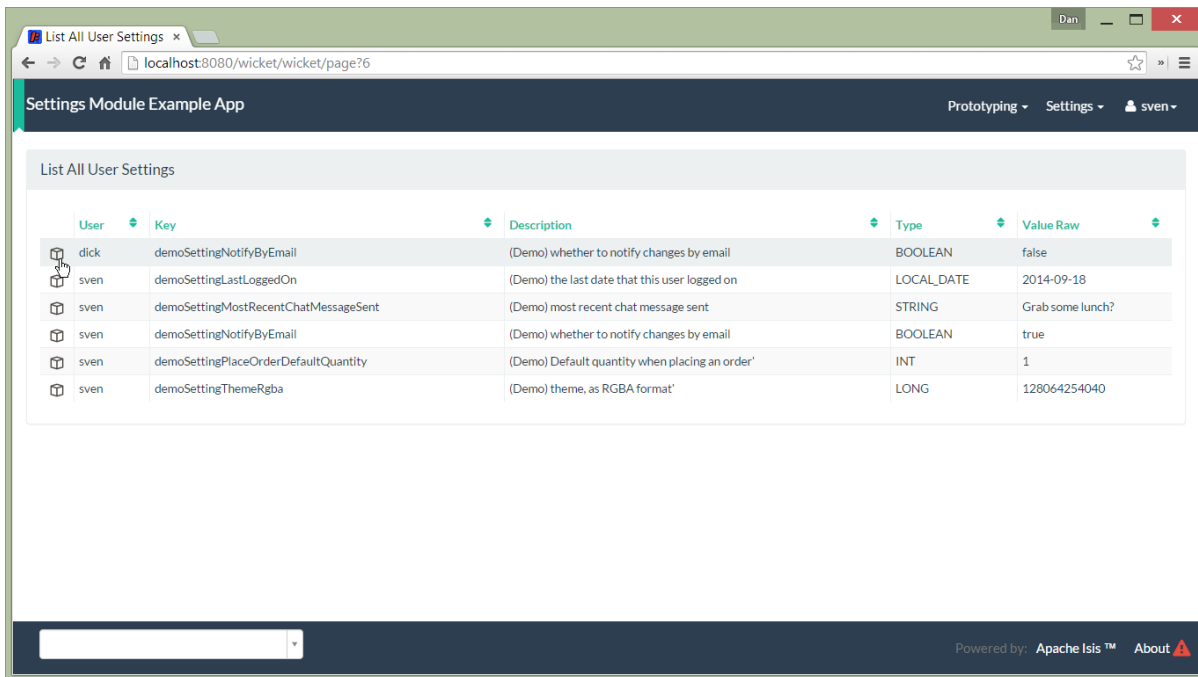 Dan
List All User Settings ×
localhost:8080/wicket/wicket/page?6
Settings Module Example App Prototyping Settings sven
List All User Settings
User Key Description Type Value Raw
dick demoSettingNotifyByEmail (Demo) whether to notify changes by email BOOLEAN false
sven demoSettingLastLoggedOn (Demo) the last date that this user logged on LOCAL_DATE 2014-09-18
sven demoSettingMostRecentChatMessageSent (Demo) most recent chat message sent STRING Grab some lunch?
sven demoSettingNotifyByEmail (Demo) whether to notify changes by email BOOLEAN true
sven demoSettingPlaceOrderDefaultQuantity (Demo) Default quantity when placing an order' INT 1
sven demoSettingThemeRgba (Demo) theme, as RGBA format' LONG 128064254040
Powered by: Apache Isis ™ About